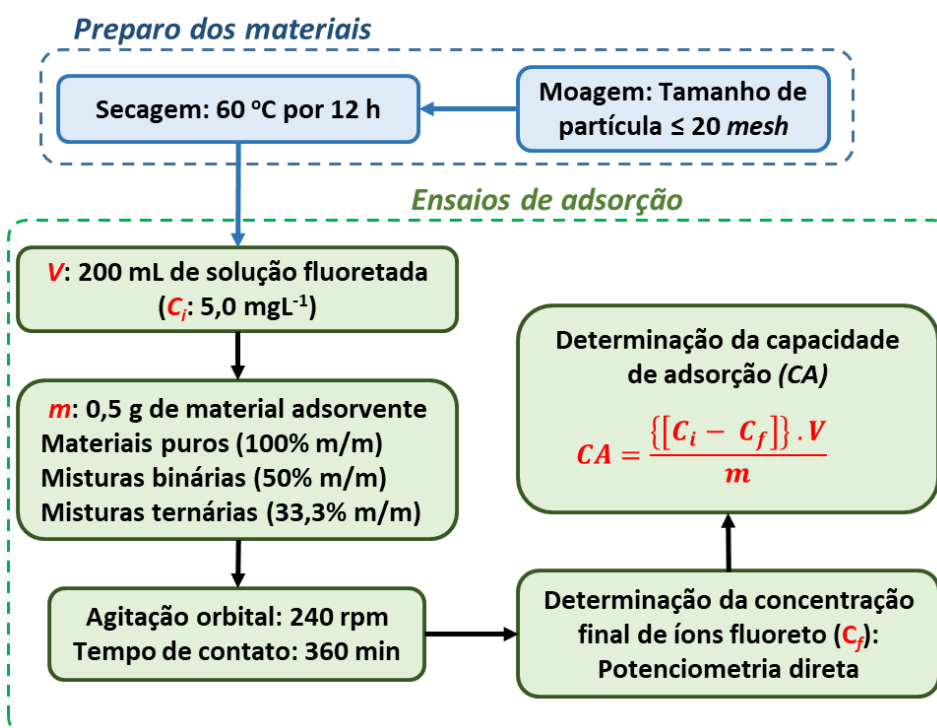 Preparo dos materiais
Moagem: Tamanho de
partícula ≤ 20 mesh
Secagem: 60 ºC por 12 h
Ensaios de adsorção
V: 200 mL de solução fluoretada
(Ci: 5,0 mgL-1)
m: 0,5 g de material adsorvente
Materiais puros (100% m/m)
Misturas binárias (50% m/m)
Misturas ternárias (33,3% m/m)
Agitação orbital: 240 rpm
Tempo de contato: 360 min
Determinação da concentração
final de íons fluoreto (Cf):
Potenciometria direta
Determinação da capacidade
de adsorção (CA)
CA = {[Ci − Cf]} . V / m